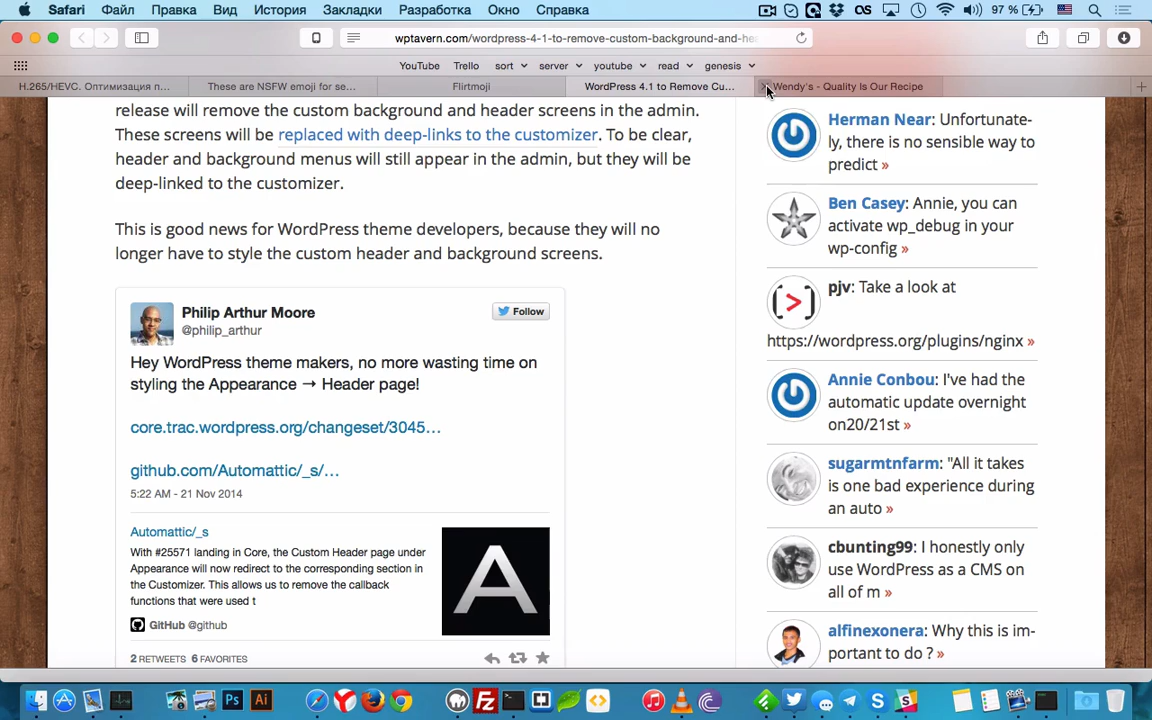 Safari Файл Правка Вид История Закладки Разработка Окно Справка 97 %
wptavern.com/wordpress-4-1-to-remove-custom-background-and-he
YouTube Trello sort server youtube read genesis
H.265/HEVC. Оптимизация п... These are NSFW emoji for se... Flirtmoji WordPress 4.1 to Remove Cu... Wendy's - Quality Is Our Recipe
release will remove the custom background and header screens in the admin.
These screens will be replaced with deep-links to the customizer. To be clear,
header and background menus will still appear in the admin, but they will be
deep-linked to the customizer.
This is good news for WordPress theme developers, because they will no
longer have to style the custom header and background screens.
Philip Arthur Moore
@philip_arthur
Follow
Hey WordPress theme makers, no more wasting time on
styling the Appearance → Header page!
core.trac.wordpress.org/changeset/3045…
github.com/Automattic/_s/…
5:22 AM - 21 Nov 2014
Automattic/_s
With #25571 landing in Core, the Custom Header page under
Appearance will now redirect to the corresponding section in
the Customizer. This allows us to remove the callback
functions that were used t
GitHub @github
A
2 RETWEETS 6 FAVORITES
Herman Near: Unfortunate-
ly, there is no sensible way to
predict »
Ben Casey: Annie, you can
activate wp_debug in your
wp-config »
pjv: Take a look at
https://wordpress.org/plugins/nginx »
Annie Conbou: I've had the
automatic update overnight
on20/21st »
sugarmtnfarm: "All it takes
is one bad experience during
an auto »
cbunting99: I honestly only
use WordPress as a CMS on
all of m »
alfinexonera: Why this is im-
portant to do ? »
Ps Ai Fz